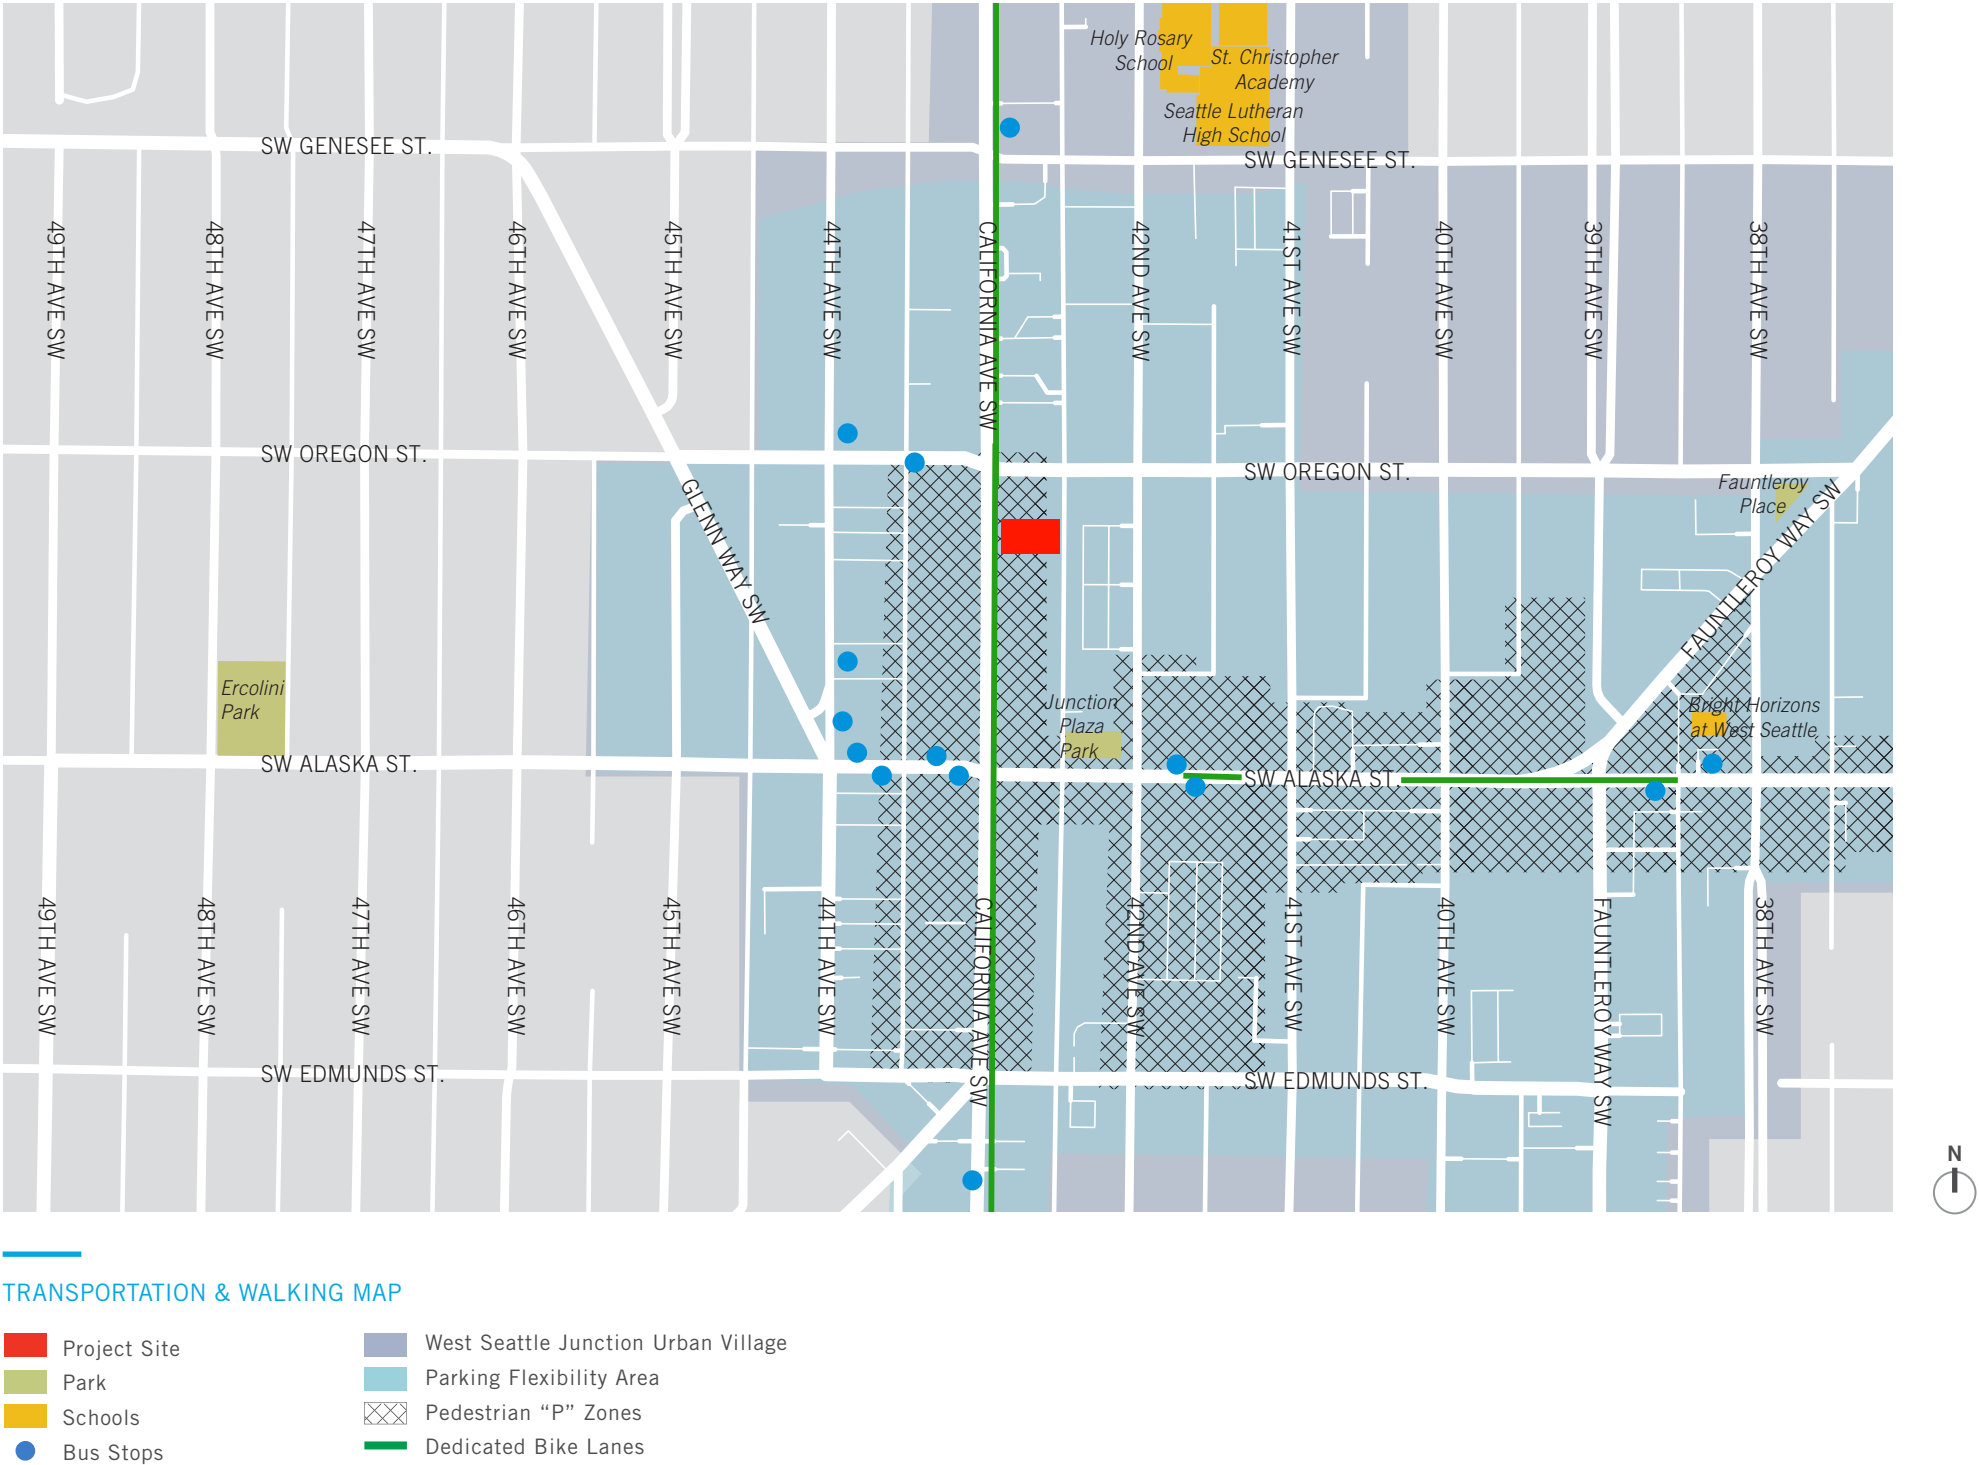 Holy Rosary
School
St. Christopher
Academy
Seattle Lutheran
High School
SW GENESEE ST.
SW GENESEE ST.
49TH AVE SW
48TH AVE SW
47TH AVE SW
46TH AVE SW
45TH AVE SW
44TH AVE SW
CALIFORNIA AVE SW
42ND AVE SW
41ST AVE SW
40TH AVE SW
39TH AVE SW
38TH AVE SW
SW OREGON ST.
SW OREGON ST.
GLENN WAY SW
Fauntleroy
Place
FAUNTLEROY WAY SW
Ercolini
Park
Junction
Plaza
Park
Bright Horizons
at West Seattle
SW ALASKA ST.
SW ALASKA ST.
49TH AVE SW
48TH AVE SW
47TH AVE SW
46TH AVE SW
45TH AVE SW
44TH AVE SW
CALIFORNIA AVE SW
42ND AVE SW
41ST AVE SW
40TH AVE SW
FAUNTLEROY WAY SW
38TH AVE SW
SW EDMUNDS ST.
SW EDMUNDS ST.
N
TRANSPORTATION & WALKING MAP
Project Site
Park
Schools
Bus Stops
West Seattle Junction Urban Village
Parking Flexibility Area
Pedestrian “P” Zones
Dedicated Bike Lanes